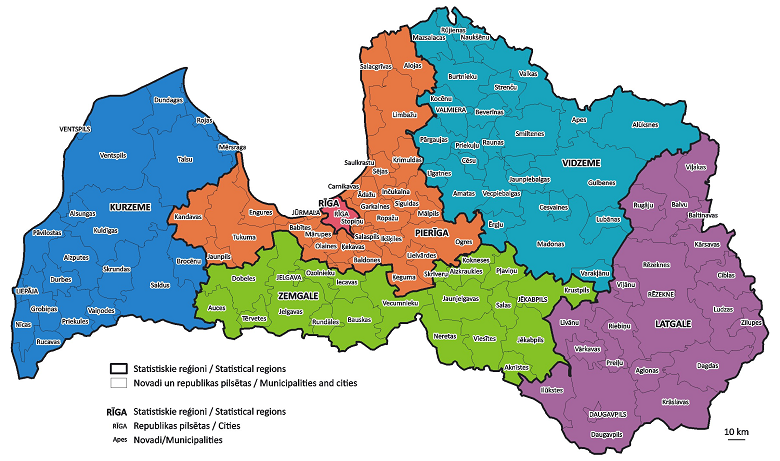 Rūjienas
Mazsalacas
Naukšēnu
Salacgrīvas
Alojas
Burtnieku
Valkas
Strenču
Dundagas
Kocēnu
VALMIERA
Beverīnas
Limbažu
Rojas
Apes
Alūksnes
VENTSPILS
Smiltenes
Pārgaujas
Raunas
Priekuļu
Mērsraga
Ventspils
Talsu
Saulkrastu
Krimuldas
Cēsu
VIDZEME
Viļakas
Sējas
Līgatnes
Jaunpiebalgas
Gulbenes
Carnikavas
Inčukalna
Ādažu
Amatas
Vecpiebalgas
RĪGA
Garkalnes
Siguldas
Rugāju
Balvu
KURZEME
Cesvaines
Baltinavas
Aizsungas
Kandavas
Engures
JŪRMALA
RĪGA
Stopiņu
Ropažu
Mālpils
Lubānas
Ērgļu
Pāvilostas
Kuldīgas
Babītes
Mārupes
Salaspils
Ikšķiles
PIERĪGA
Tukuma
Olaines
Ķekavas
Ogres
Madonas
Kārsavas
Aizputes
Jaunpils
Brocēnu
Baldones
Lielvārdes
Kokneses
Rēzeknes
Skrundas
Aizkraukles
Pļaviņu
Varakļānu
Ciblas
Durbes
Dobeles
JELGAVA
Ozolnieku
Ķeguma
Skrīveru
Viļānu
Saldus
Iecavas
Krustpils
RĒZEKNE
LIEPĀJA
ZEMGALE
Vecumnieku
Jaunjelgavas
JĒKABPILS
Salas
Grobiņas
Vaiņodes
Auces
Jelgavas
Ludzas
Nīcas
Priekules
Tērvetes
Rundāles
Bauskas
Līvānu
Riebiņu
LATGALE
Zilupes
Rucavas
Neretas
Viesītes
Jēkabpils
Vārkavas
Preiļu
Aglonas
Dagdas
Aknīstes
Ilūkstes
Krāslavas
DAUGAVPILS
Daugavpils
Statistiskie reģioni / Statistical regions
Novadi un republikas pilsētas / Municipalities and cities
RĪGA Statistiskie reģioni / Statistical regions
RĪGA Republikas pilsētas / Cities
Apes Novadi/Municipalities
10 km